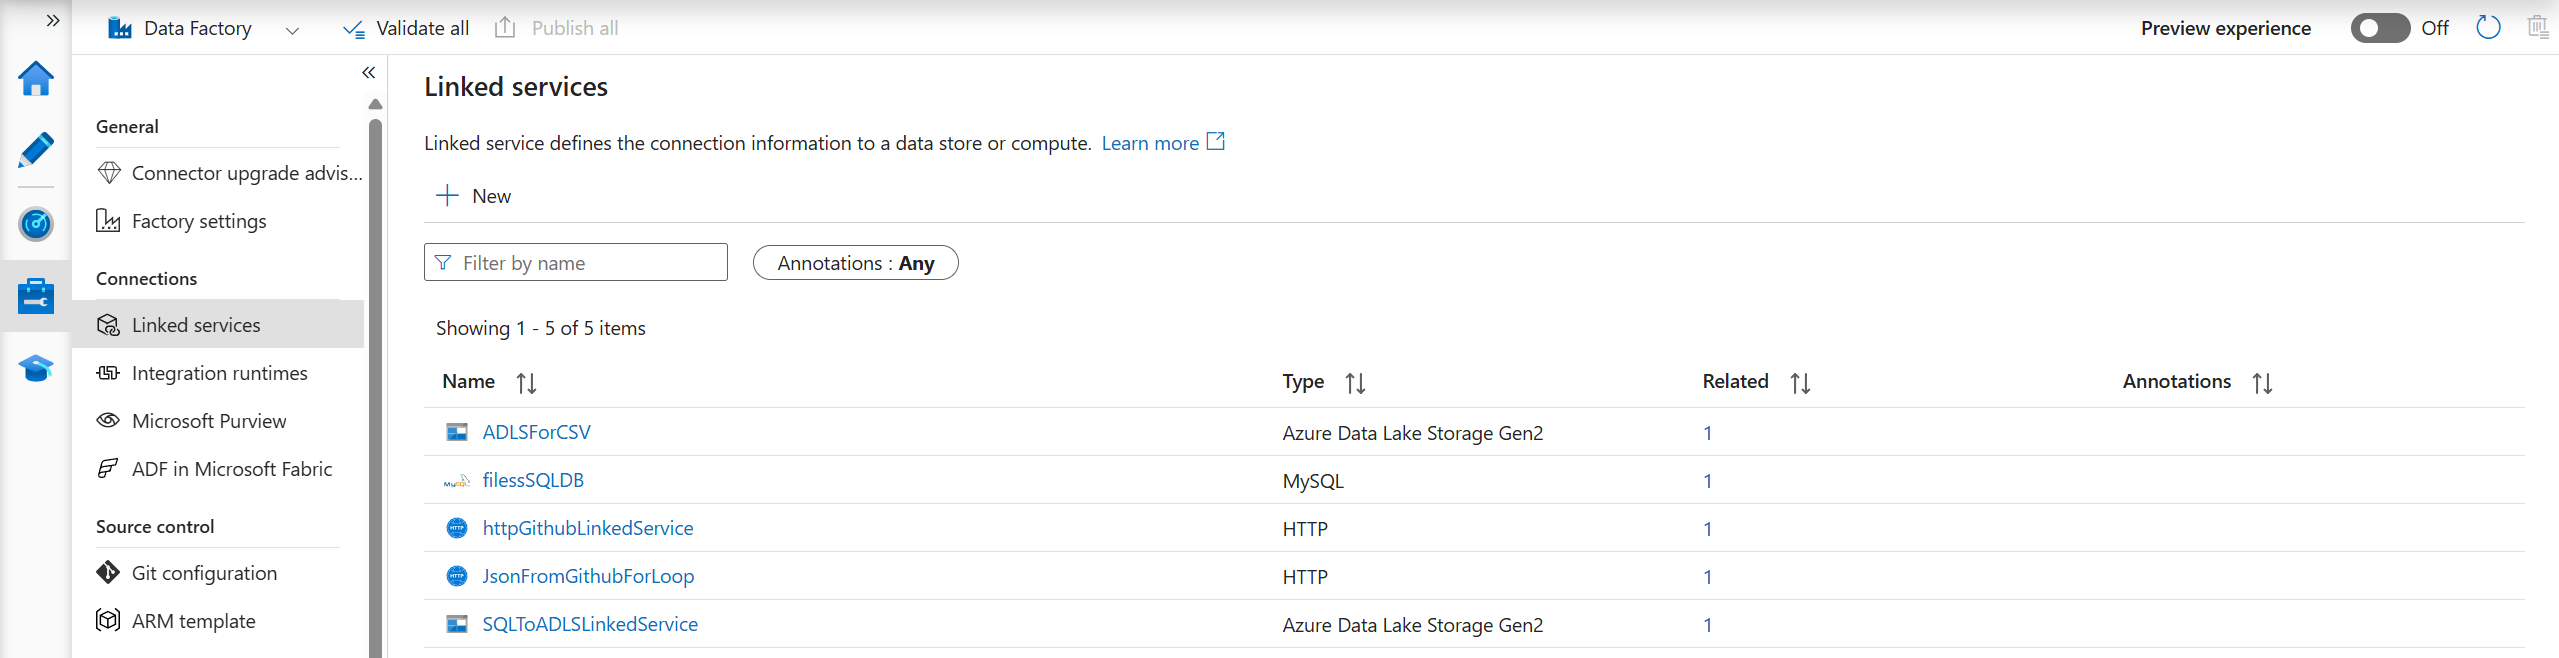 Data Factory
Validate all
Publish all
Preview experience
Off
General
Connector upgrade advis...
Factory settings
Connections
Linked services
Integration runtimes
Microsoft Purview
ADF in Microsoft Fabric
Source control
Git configuration
ARM template
Linked services
Linked service defines the connection information to a data store or compute. Learn more
New
Filter by name
Annotations : Any
Showing 1 - 5 of 5 items
Name Type Related Annotations
ADLSForCSV Azure Data Lake Storage Gen2 1
MySQL filessSQLDB MySQL 1
HTTP httpGithubLinkedService HTTP 1
HTTP JsonFromGithubForLoop HTTP 1
SQLToADLSLinkedService Azure Data Lake Storage Gen2 1